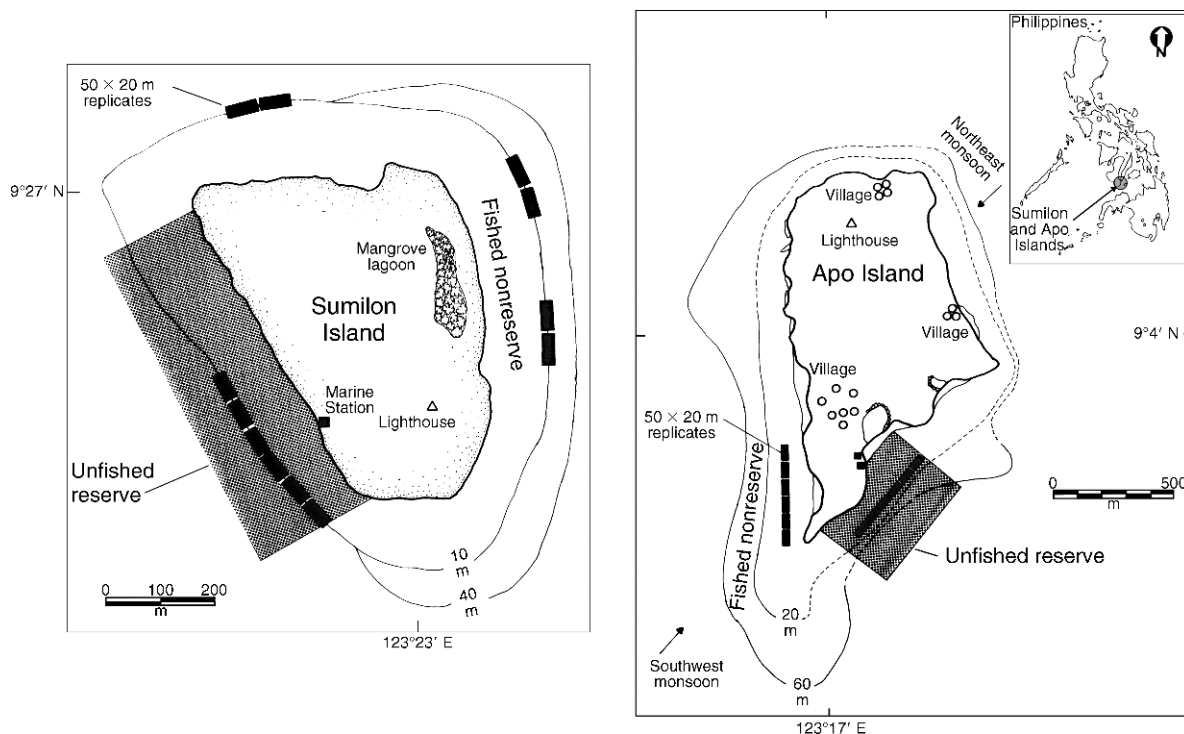 50 × 20 m
replicates
9°27′ N
Fished nonreserve
Mangrove
lagoon
Sumilon
Island
Marine
Station
Lighthouse
Unfished
reserve
10
m
40
m
0 100 200
m
123°23′ E
Philippines
N
Sumilon
and Apo
Islands
Northeast
monsoon
Village
Lighthouse
Apo Island
Village
9°4′ N
Village
50 × 20 m
replicates
0 500
m
Fished nonreserve
Unfished reserve
20
m
Southwest
monsoon
60
m
123°17′ E